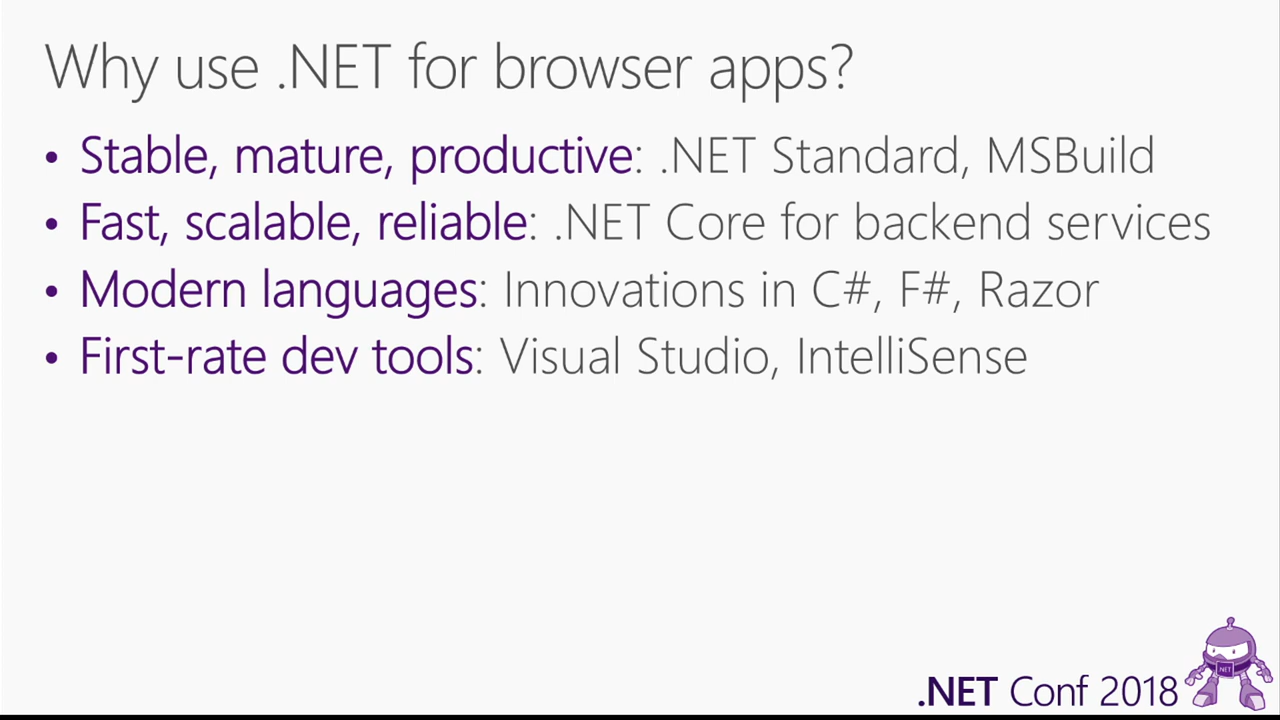 Why use .NET for browser apps?
• Stable, mature, productive: .NET Standard, MSBuild
• Fast, scalable, reliable: .NET Core for backend services
• Modern languages: Innovations in C#, F#, Razor
• First-rate dev tools: Visual Studio, IntelliSense
.NET
.NET Conf 2018